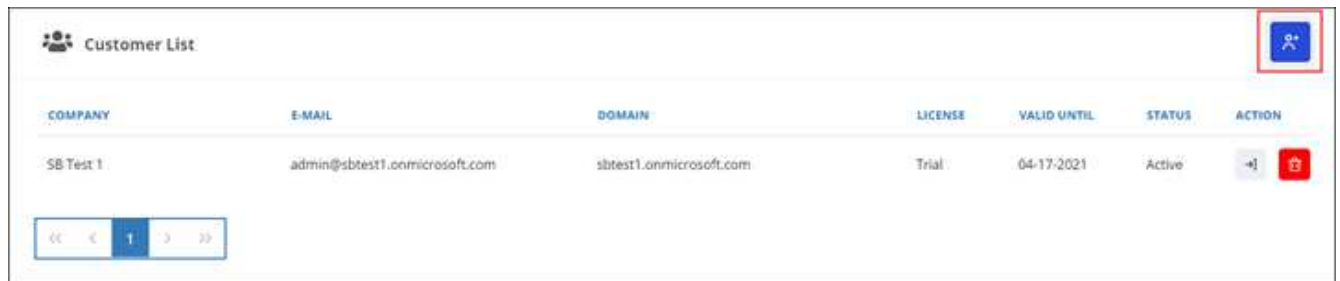 Customer List
COMPANY E-MAIL DOMAIN LICENSE VALID UNTIL STATUS ACTION
SB Test 1 admin@sbtest1.onmicrosoft.com sbtest1.onmicrosoft.com Trial 04-17-2021 Active
<< < 1 > >>